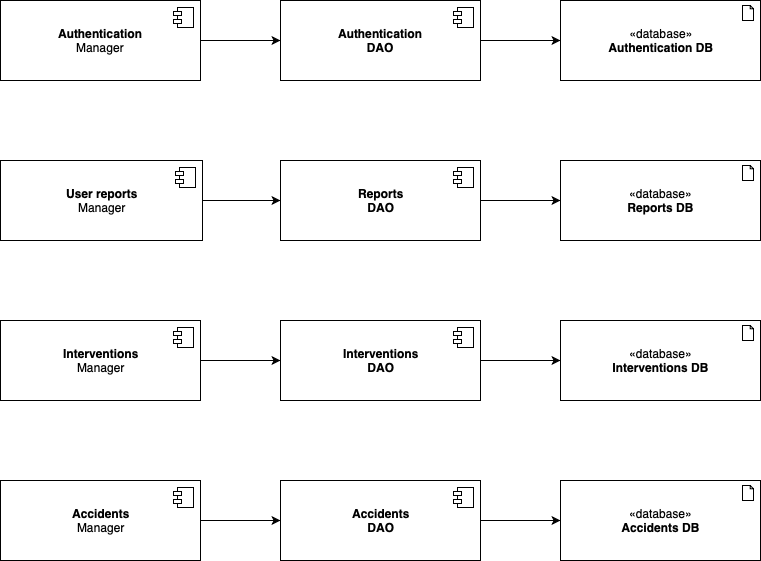 Authentication
Manager
Authentication
DAO
«database»
Authentication DB
User reports
Manager
Reports
DAO
«database»
Reports DB
Interventions
Manager
Interventions
DAO
«database»
Interventions DB
Accidents
Manager
Accidents
DAO
«database»
Accidents DB